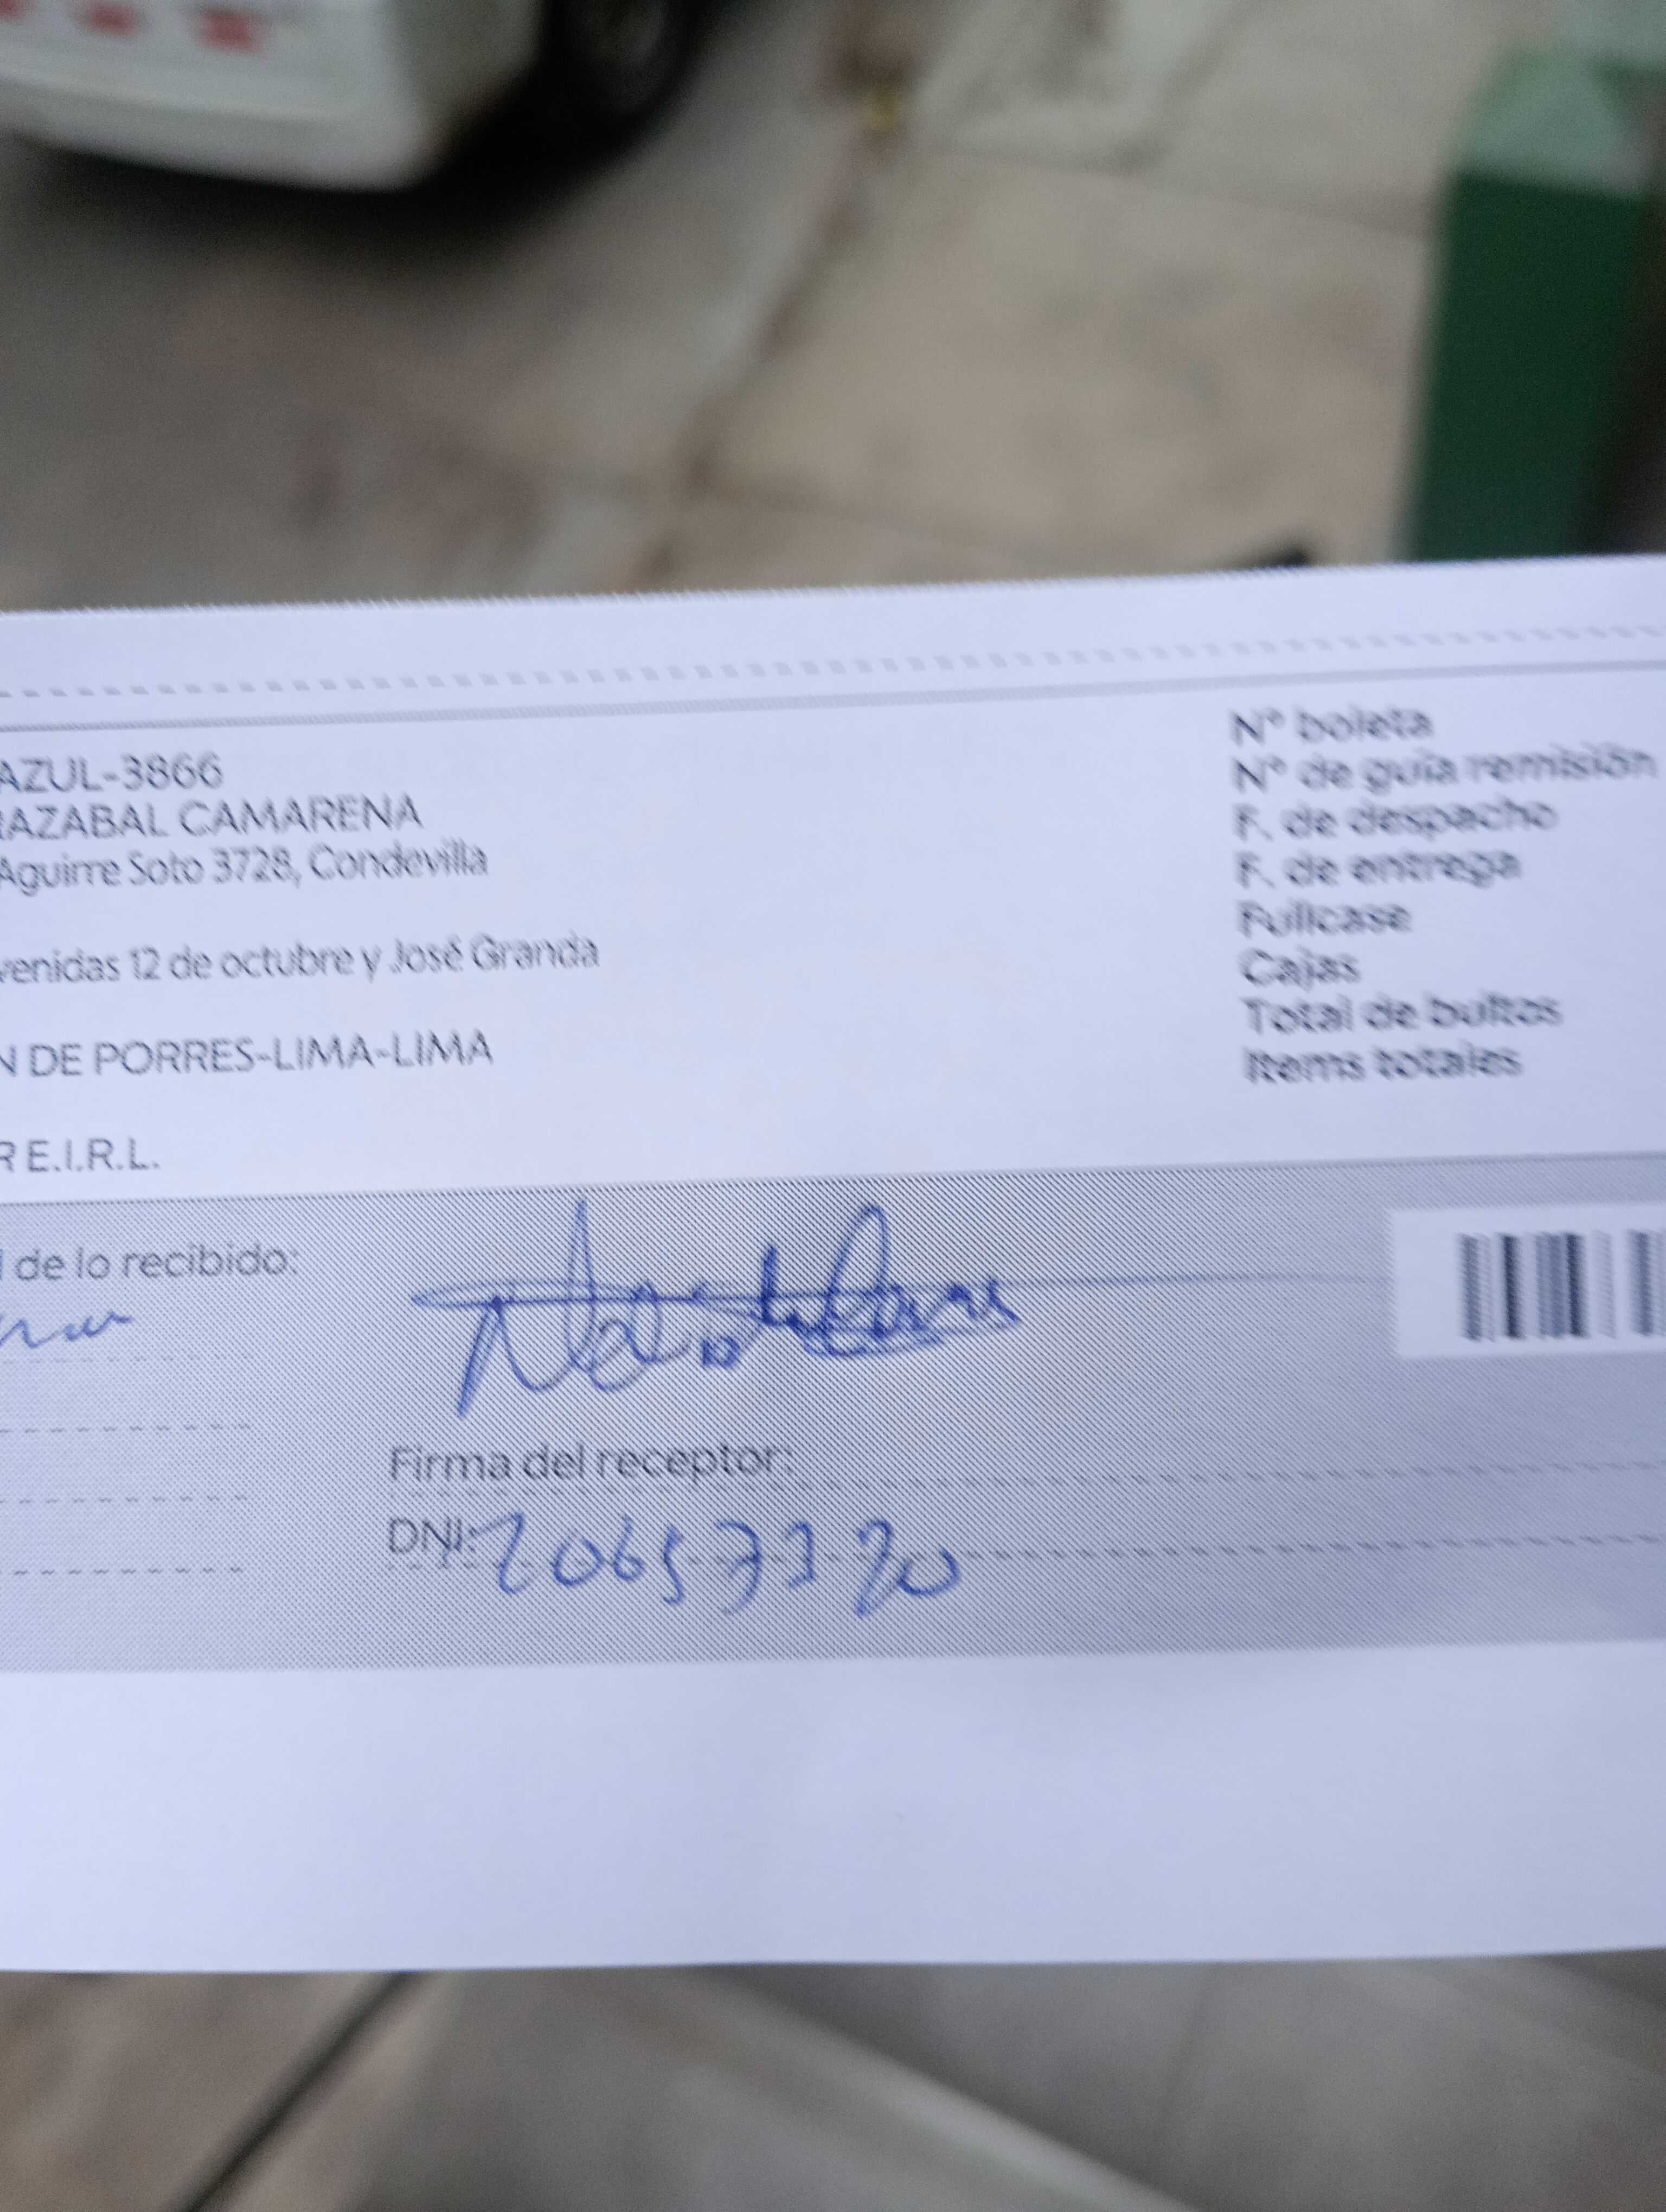 AZUL-3866
RAZABAL CAMARENA
Aguirre Soto 3728, Condevilla
venidas 12 de octubre y José Granda
N DE PORRES-LIMA-LIMA
R E.I.R.L.
N° boleta
N° de guía remisión
F. de despacho
F. de entrega
Fullcase
Cajas
Total de bultos
Items totales
de lo recibido:
Firma del receptor:
DNI: 20657320